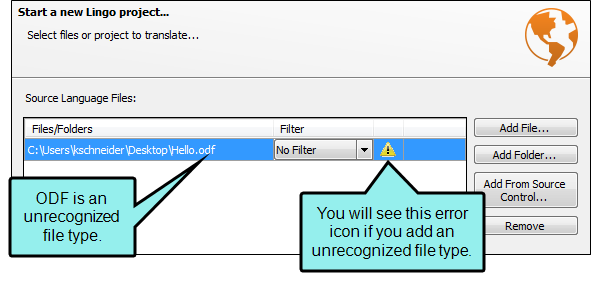 Start a new Lingo project...
Select files or project to translate...
Source Language Files:
Files/Folders Filter
C:\Users\kschneider\Desktop\Hello.odf No Filter
Add File...
Add Folder...
Add From Source
Control...
Remove
ODF is an
unrecognized
file type.
You will see this error
icon if you add an
unrecognized file type.